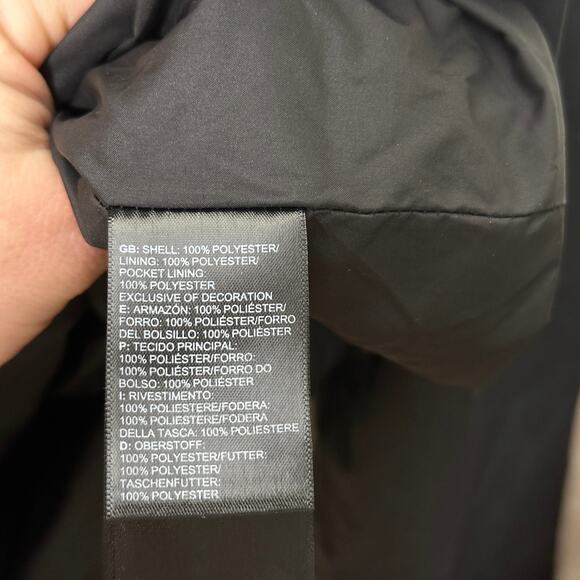 GB: SHELL: 100% POLYESTER/
LINING: 100% POLYESTER/
POCKET LINING:
100% POLYESTER
EXCLUSIVE OF DECORATION
E: ARMAZÓN: 100% POLIÉSTER/
FORRO: 100% POLIÉSTER/FORRO
DEL BOLSILLO: 100% POLIÉSTER
P: TECIDO PRINCIPAL:
100% POLIÉSTER/FORRO:
100% POLIÉSTER/FORRO DO
BOLSO: 100% POLIÉSTER
I: RIVESTIMENTO:
100% POLIESTERE/FODERA:
100% POLIESTERE/FODERA
DELLA TASCA: 100% POLIESTERE
D: OBERSTOFF:
100% POLYESTER/FUTTER:
100% POLYESTER/
TASCHENFUTTER:
100% POLYESTER